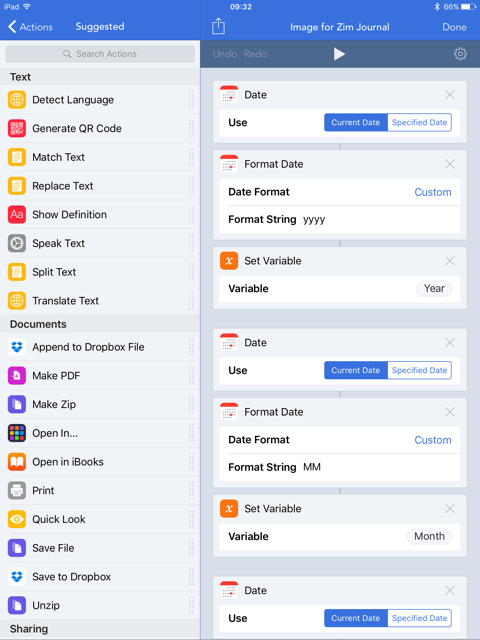 iPad 09:32 66%
Actions Suggested
Search Actions
Text
Detect Language
Generate QR Code
Match Text
Replace Text
Aa Show Definition
Speak Text
Split Text
Translate Text
Documents
Append to Dropbox File
Make PDF
Make Zip
Open In...
Open in iBooks
Print
Quick Look
Save File
Save to Dropbox
Unzip
Sharing
Image for Zim Journal Done
Undo Redo
Date
Use Current Date Specified Date
Format Date
Date Format Custom
Format String yyyy
x Set Variable
Variable Year
Date
Use Current Date Specified Date
Format Date
Date Format Custom
Format String MM
x Set Variable
Variable Month
Date
Use Current Date Specified Date